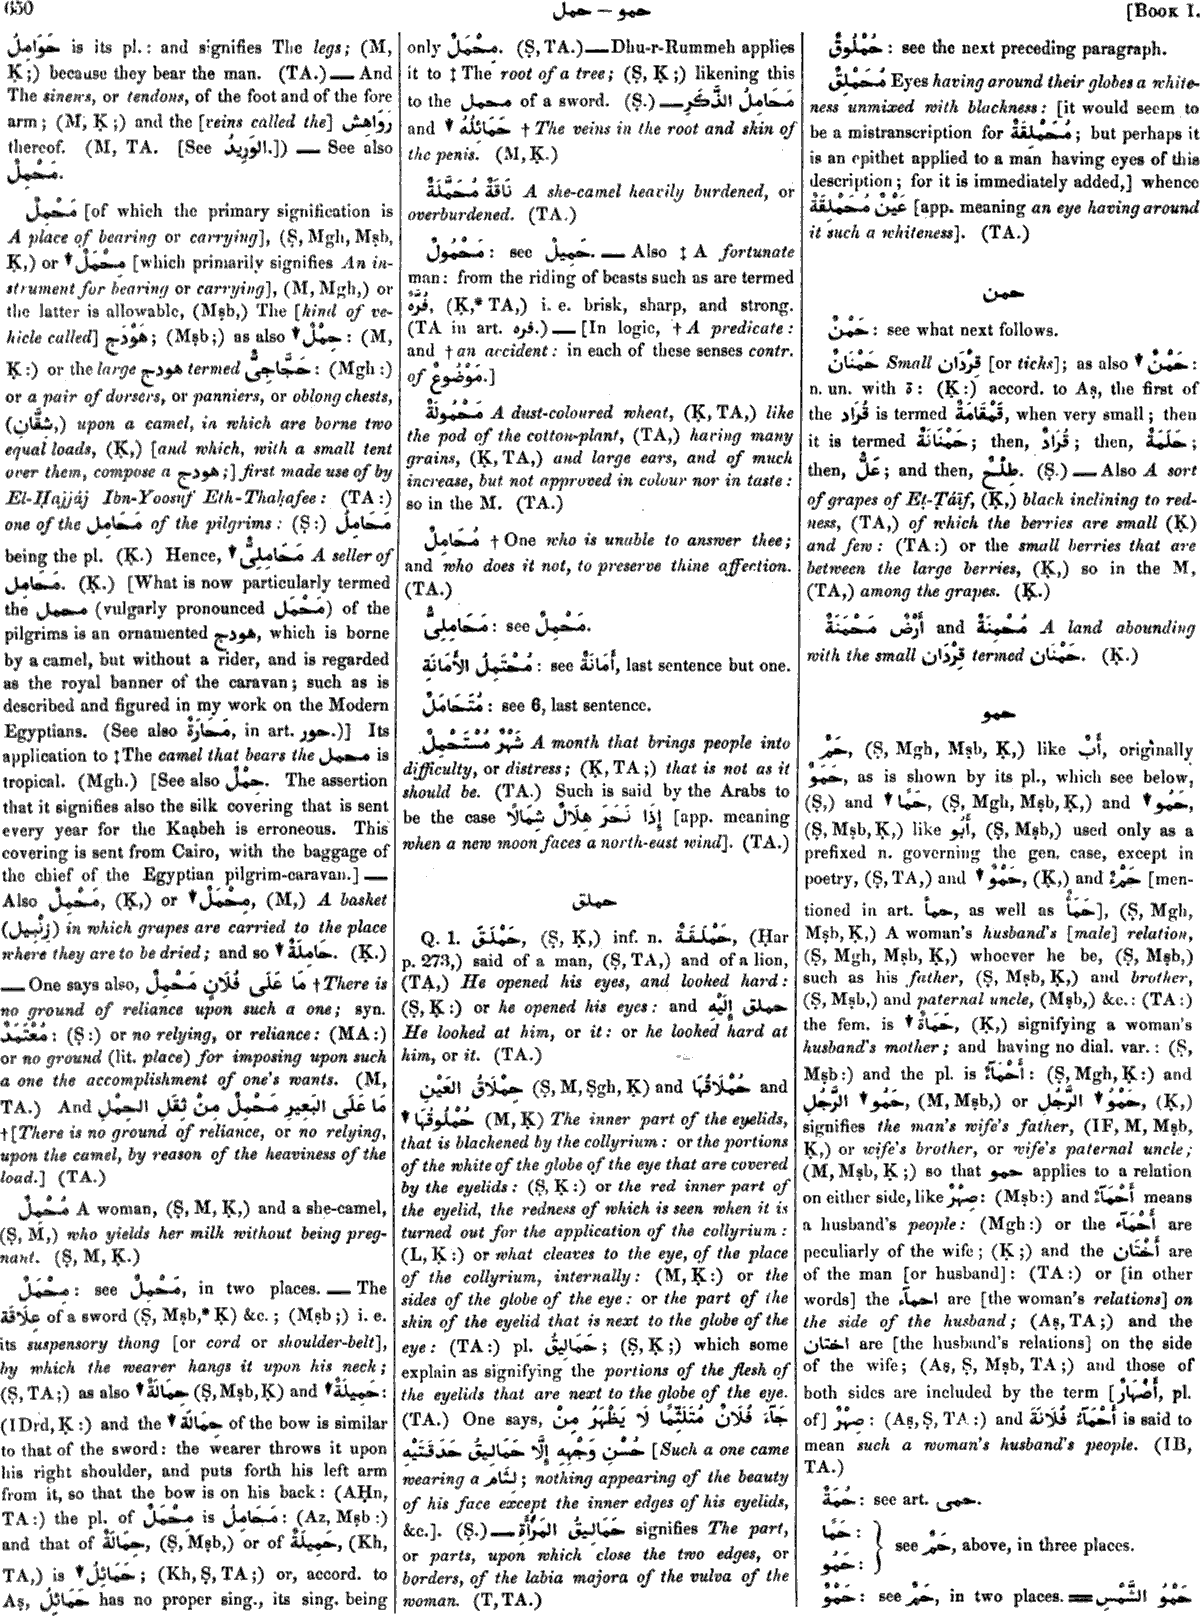 650
حمو — حمل
[Book I.
حَوَامِلُ is its pl.: and signifies The legs; (M,
Ḳ;) because they bear the man. (TA.) — And
The sinews, or tendons, of the foot and of the fore
arm; (M, Ḳ;) and the [veins called the] رَوَاهِش
thereof. (M, TA. [See الوَرِيدُ.]) — See also
مَحْمِلٌ.
مَحْمِلٌ [of which the primary signification is
A place of bearing or carrying], (Ṣ, Mgh, Mṣb,
Ḳ,) or ▼ مِحْمَلٌ [which primarily signifies An in-
strument for bearing or carrying], (M, Mgh,) or
the latter is allowable, (Mṣb,) The [kind of ve-
hicle called] هَوْدَج; (Mṣb;) as also ▼ حِمْلٌ: (M,
Ḳ:) or the large هودج termed حَجَّاجِىٌّ: (Mgh:)
or a pair of dorsers, or panniers, or oblong chests,
(شِقَّانِ,) upon a camel, in which are borne two
equal loads, (Ḳ,) [and which, with a small tent
over them, compose a هودج;] first made use of by
El-Ḥajjáj Ibn-Yoosuf Eth-Thaḳafee: (TA:)
one of the مَحَامِل of the pilgrims: (Ṣ:) مَحَامِلُ
being the pl. (Ḳ.) Hence, ▼ مَحَامِلِىٌّ A seller of
مَحَامِل. (Ḳ.) [What is now particularly termed
the محمل (vulgarly pronounced مَحْمَل) of the
pilgrims is an ornamented هودج, which is borne
by a camel, but without a rider, and is regarded
as the royal banner of the caravan; such as is
described and figured in my work on the Modern
Egyptians. (See also مَحَارَةٌ, in art. حور.)] Its
application to ‡ The camel that bears the محمل is
tropical. (Mgh.) [See also حِمْلٌ. The assertion
that it signifies also the silk covering that is sent
every year for the Kaạbeh is erroneous. This
covering is sent from Cairo, with the baggage of
the chief of the Egyptian pilgrim-caravan.] —
Also مَحْمِلٌ, (Ḳ,) or ▼ مِحْمَلٌ, (M,) A basket
(زِنْبِيل) in which grapes are carried to the place
where they are to be dried; and so ▼ حَامِلَةٌ. (Ḳ.)
— One says also, مَا عَلَى فُلَانٍ مَحْمِلٌ † There is
no ground of reliance upon such a one; syn.
مُعْتَمَدٌ: (Ṣ:) or no relying, or reliance: (MA:)
or no ground (lit. place) for imposing upon such
a one the accomplishment of one's wants. (M,
TA.) And مَا عَلَى البَعِيرِ مَحْمِلٌ مِنْ ثِقَلِ الحِمْلِ
† [There is no ground of reliance, or no relying,
upon the camel, by reason of the heaviness of the
load.] (TA.)
مُحْمِلٌ A woman, (Ṣ, M, Ḳ,) and a she-camel,
(Ṣ, M,) who yields her milk without being preg-
nant. (Ṣ, M, Ḳ.)
مِحْمَلٌ: see مَحْمِلٌ, in two places. — The
عِلَاقَة of a sword (Ṣ, Mṣb,* Ḳ) &c.; (Mṣb;) i. e.
its suspensory thong [or cord or shoulder-belt],
by which the wearer hangs it upon his neck;
(Ṣ, TA;) as also ▼ حِمَالَةٌ (Ṣ, Mṣb, Ḳ) and ▼ حَمِيلَةٌ:
(IDrd, Ḳ:) and the ▼ حِمَالَة of the bow is similar
to that of the sword: the wearer throws it upon
his right shoulder, and puts forth his left arm
from it, so that the bow is on his back: (AḤn,
TA:) the pl. of مِحْمَلٌ is مَحَامِلُ: (Az, Mṣb:)
and that of حِمَالَةٌ, (Ṣ, Mṣb,) or of حَمِيلَةٌ, (Kh,
TA,) is ▼ حَمَائِلُ; (Kh, Ṣ, TA;) or, accord. to
Aṣ, حَمَائِلُ has no proper sing., its sing. being
only مِحْمَلٌ. (Ṣ, TA.) — Dhu-r-Rummeh applies
it to ‡ The root of a tree; (Ṣ, Ḳ;) likening this
to the محمل of a sword. (Ṣ.) — مَحَامِلُ الذَّكَرِ
and ▼ حَمَائِلُهُ † The veins in the root and skin of
the penis. (M, Ḳ.)
نَاقَةٌ مُحَمَّلَةٌ A she-camel heavily burdened, or
overburdened. (TA.)
مَحْمُولٌ: see حَمِيلٌ. — Also ‡ A fortunate
man: from the riding of beasts such as are termed
فُرَّه, (Ḳ,* TA,) i. e. brisk, sharp, and strong.
(TA in art. فره.) — [In logic, † A predicate:
and † an accident: in each of these senses contr.
of مَوْضُوعٌ.]
مَحْمُولَةٌ A dust-coloured wheat, (Ḳ, TA,) like
the pod of the cotton-plant, (TA,) having many
grains, (Ḳ, TA,) and large ears, and of much
increase, but not approved in colour nor in taste:
so in the M. (TA.)
مُحَامِلٌ † One who is unable to answer thee;
and who does it not, to preserve thine affection.
(TA.)
مَحَامِلِىٌّ: see مَحْمِلٌ.
مُحْتَمِلُ الأَمَانَةِ: see أَمَانَةٌ, last sentence but one.
مُتَحَامَلٌ: see 6, last sentence.
شَهْرٌ مُسْتَحْمِلٌ A month that brings people into
difficulty, or distress; (Ḳ, TA;) that is not as it
should be. (TA.) Such is said by the Arabs to
be the case إِذَا نَحَرَ هِلَالٌ شِمَالًا [app. meaning
when a new moon faces a north-east wind]. (TA.)
حملق
Q. 1. حَمْلَقَ, (Ṣ, Ḳ,) inf. n. حَمْلَقَةٌ, (Ḥar
p. 273,) said of a man, (Ṣ, TA,) and of a lion,
(TA,) He opened his eyes, and looked hard:
(Ṣ, Ḳ:) or he opened his eyes: and حملق إِلَيْهِ
He looked at him, or it: or he looked hard at
him, or it. (TA.)
حِمْلَاقُ العَيْنِ (Ṣ, M, Ṣgh, Ḳ) and حُمْلَاقُهَا and
▼ حُمْلُوقُهَا (M, Ḳ) The inner part of the eyelids,
that is blackened by the collyrium: or the portions
of the white of the globe of the eye that are covered
by the eyelids: (Ṣ, Ḳ:) or the red inner part of
the eyelid, the redness of which is seen when it is
turned out for the application of the collyrium:
(L, Ḳ:) or what cleaves to the eye, of the place
of the collyrium, internally: (M, Ḳ:) or the
sides of the globe of the eye: or the part of the
skin of the eyelid that is next to the globe of the
eye: (TA:) pl. حَمَالِيقُ; (Ṣ, Ḳ;) which some
explain as signifying the portions of the flesh of
the eyelids that are next to the globe of the eye.
(TA.) One says, جَآءَ فُلَانٌ مُتَلَثِّمًا لَا يَظْهَرُ مِنْ
حُسْنِ وَجْهِهِ إِلَّا حَمَالِيقُ حَدَقَتَيْهِ [Such a one came
wearing a لِثَام; nothing appearing of the beauty
of his face except the inner edges of his eyelids,
&c.]. (Ṣ.) — حَمَالِيقُ المَرْأَةِ signifies The part,
or parts, upon which close the two edges, or
borders, of the labia majora of the vulva of the
woman. (T, TA.)
حُمْلُوقٌ: see the next preceding paragraph.
مُحَمْلِقٌ Eyes having around their globes a white-
ness unmixed with blackness: [it would seem to
be a mistranscription for مُحَمْلِقَةٌ; but perhaps it
is an epithet applied to a man having eyes of this
description; for it is immediately added,] whence
عَيْنٌ مُحَمْلِقَةٌ [app. meaning an eye having around
it such a whiteness]. (TA.)
حمن
حَمْنٌ: see what next follows.
حَمْنَانٌ Small قِرْدَان [or ticks]; as also ▼ حَمْنٌ:
n. un. with ة: (Ḳ:) accord. to Aṣ, the first of
the قُرَاد is termed قَمْقَامَةٌ, when very small; then
it is termed حَمْنَانَةٌ; then, قُرَادٌ; then, حَلَمَةٌ;
then, عَلٌّ; and then, طِلْحٌ. (Ṣ.) — Also A sort
of grapes of Eṭ-Ṭáïf, (Ḳ,) black inclining to red-
ness, (TA,) of which the berries are small (Ḳ)
and few: (TA:) or the small berries that are
between the large berries, (Ḳ,) so in the M,
(TA,) among the grapes. (Ḳ.)
أَرْضٌ مَحْمَنَةٌ and مُحْمِنَةٌ A land abounding
with the small قِرْدَان termed حَمْنَان. (Ḳ.)
حمو
حَمٌ, (Ṣ, Mgh, Mṣb, Ḳ,) like أَبٌ, originally
حَمَوٌ, as is shown by its pl., which see below,
(Ṣ,) and ▼ حَمًا, (Ṣ, Mgh, Mṣb, Ḳ,) and ▼ حَمُو,
(Ṣ, Mṣb, Ḳ,) like أَبُو, (Ṣ, Mṣb,) used only as a
prefixed n. governing the gen. case, except in
poetry, (Ṣ, TA,) and ▼ حَمْوٌ, (Ḳ,) and حَمْءٌ [men-
tioned in art. حمأ, as well as حَمَأٌ], (Ṣ, Mgh,
Mṣb, Ḳ,) A woman's husband's [male] relation,
(Ṣ, Mgh, Mṣb, Ḳ,) whoever he be, (Ṣ, Mṣb,)
such as his father, (Ṣ, Mṣb, Ḳ,) and brother,
(Ṣ, Mṣb,) and paternal uncle, (Mṣb,) &c.: (TA:)
the fem. is ▼ حَمَاةٌ, (Ḳ,) signifying a woman's
husband's mother; and having no dial. var.: (Ṣ,
Mṣb:) and the pl. is أَحْمَآءٌ: (Ṣ, Mgh, Ḳ:) and
▼ حَمُو الرَّجُلِ, (M, Mṣb,) or ▼ حَمْوُ الرَّجُلِ, (Ḳ,)
signifies the man's wife's father, (IF, M, Mṣb,
Ḳ,) or wife's brother, or wife's paternal uncle;
(M, Mṣb, Ḳ;) so that حمو applies to a relation
on either side, like صِهْرٌ: (Mṣb:) and أَحْمَآءٌ means
a husband's people: (Mgh:) or the أَحْمَآء are
peculiarly of the wife; (Ḳ;) and the أَخْتَان are
of the man [or husband]: (TA:) or [in other
words] the احمآء are [the woman's relations] on
the side of the husband; (Aṣ, TA;) and the
اختان are [the husband's relations] on the side
of the wife; (Aṣ, Ṣ, Mṣb, TA;) and those of
both sides are included by the term [أَصْهَارٌ, pl.
of] صِهْرٌ: (Aṣ, Ṣ, TA:) and أَحْمَآءُ فُلَانَةَ is said to
mean such a woman's husband's people. (IB,
TA.)
حُمَةٌ: see art. حمى.
حَمًا:
حَمُو:
see حَمٌ, above, in three places.
حَمْوٌ: see حَمٌ, in two places. = حَمْوُ الشَّمْسِ